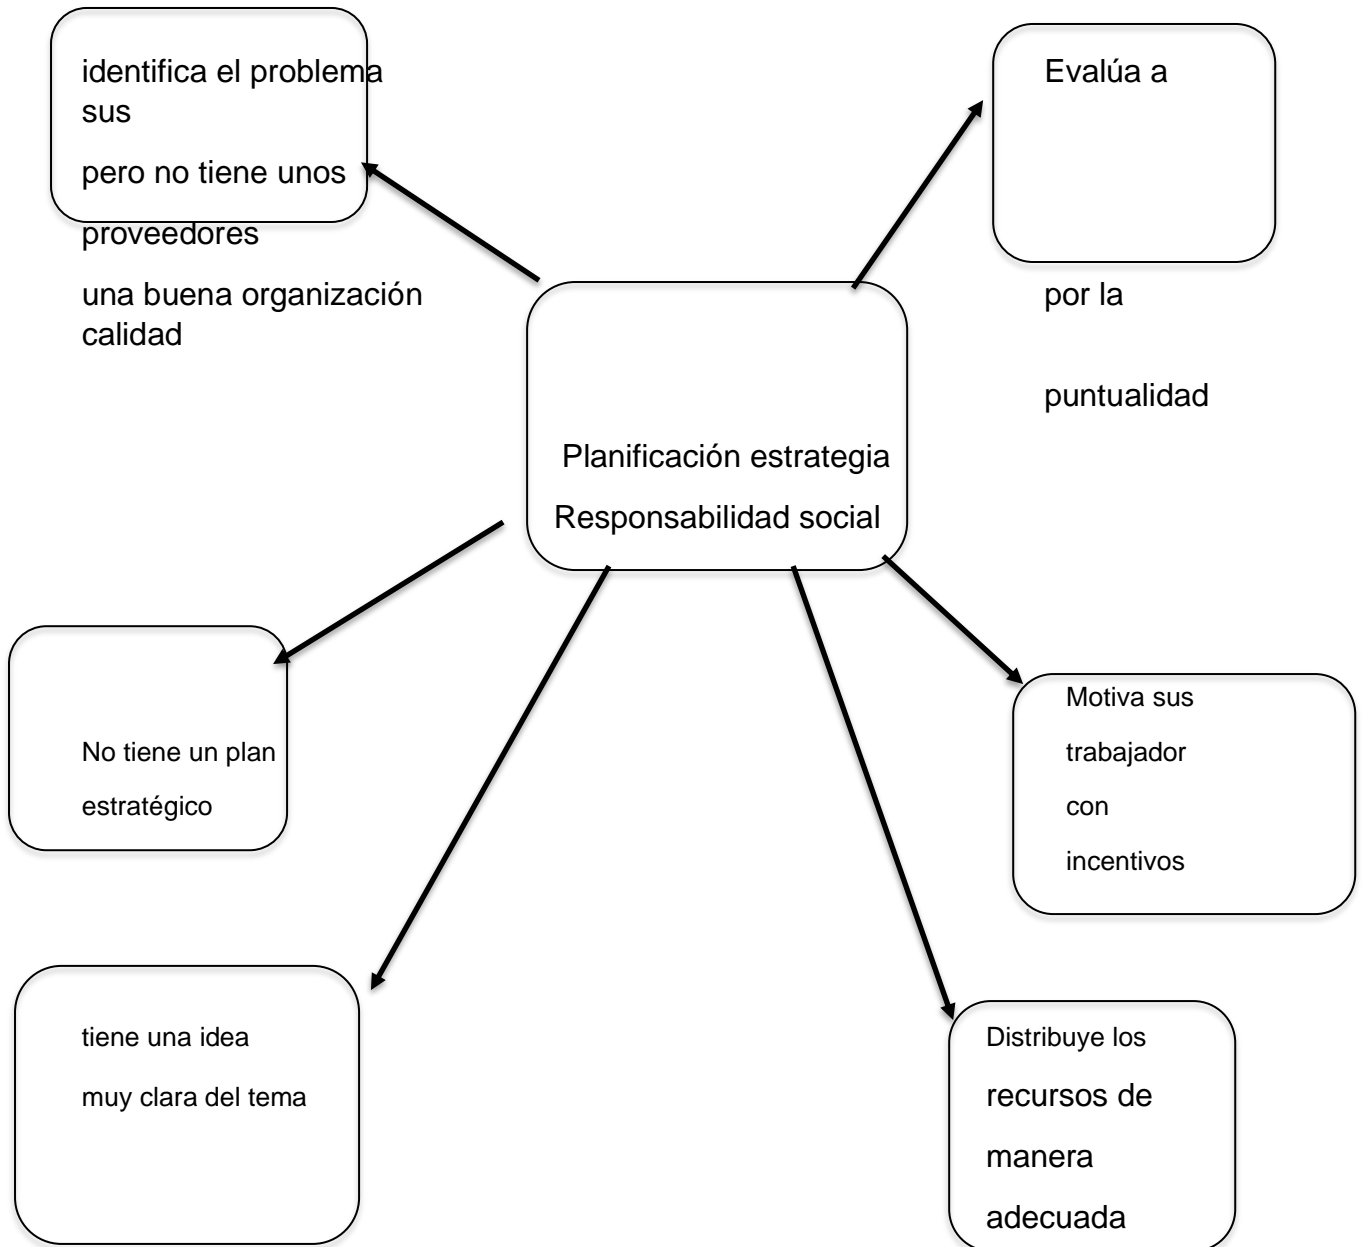 identifica el problema
sus
pero no tiene unos
proveedores
una buena organización
calidad
Evalúa a
por la
puntualidad
Planificación estrategia
Responsabilidad social
No tiene un plan
estratégico
Motiva sus
trabajador
con
incentivos
tiene una idea
muy clara del tema
Distribuye los
recursos de
manera
adecuada